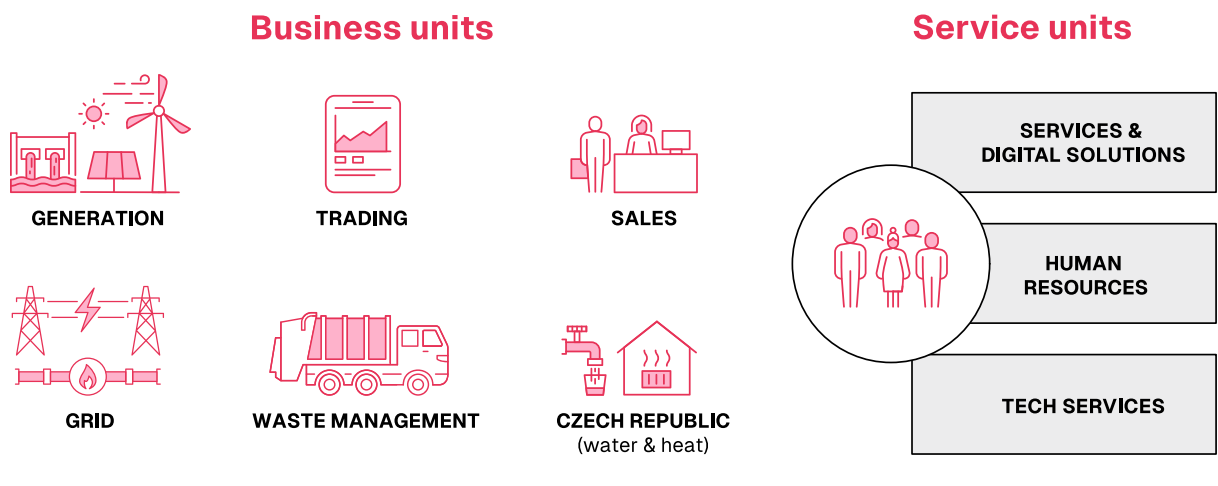 Business units
Service units
GENERATION
TRADING
SALES
GRID
WASTE MANAGEMENT
CZECH REPUBLIC
(water & heat)
SERVICES &
DIGITAL SOLUTIONS
HUMAN
RESOURCES
TECH SERVICES